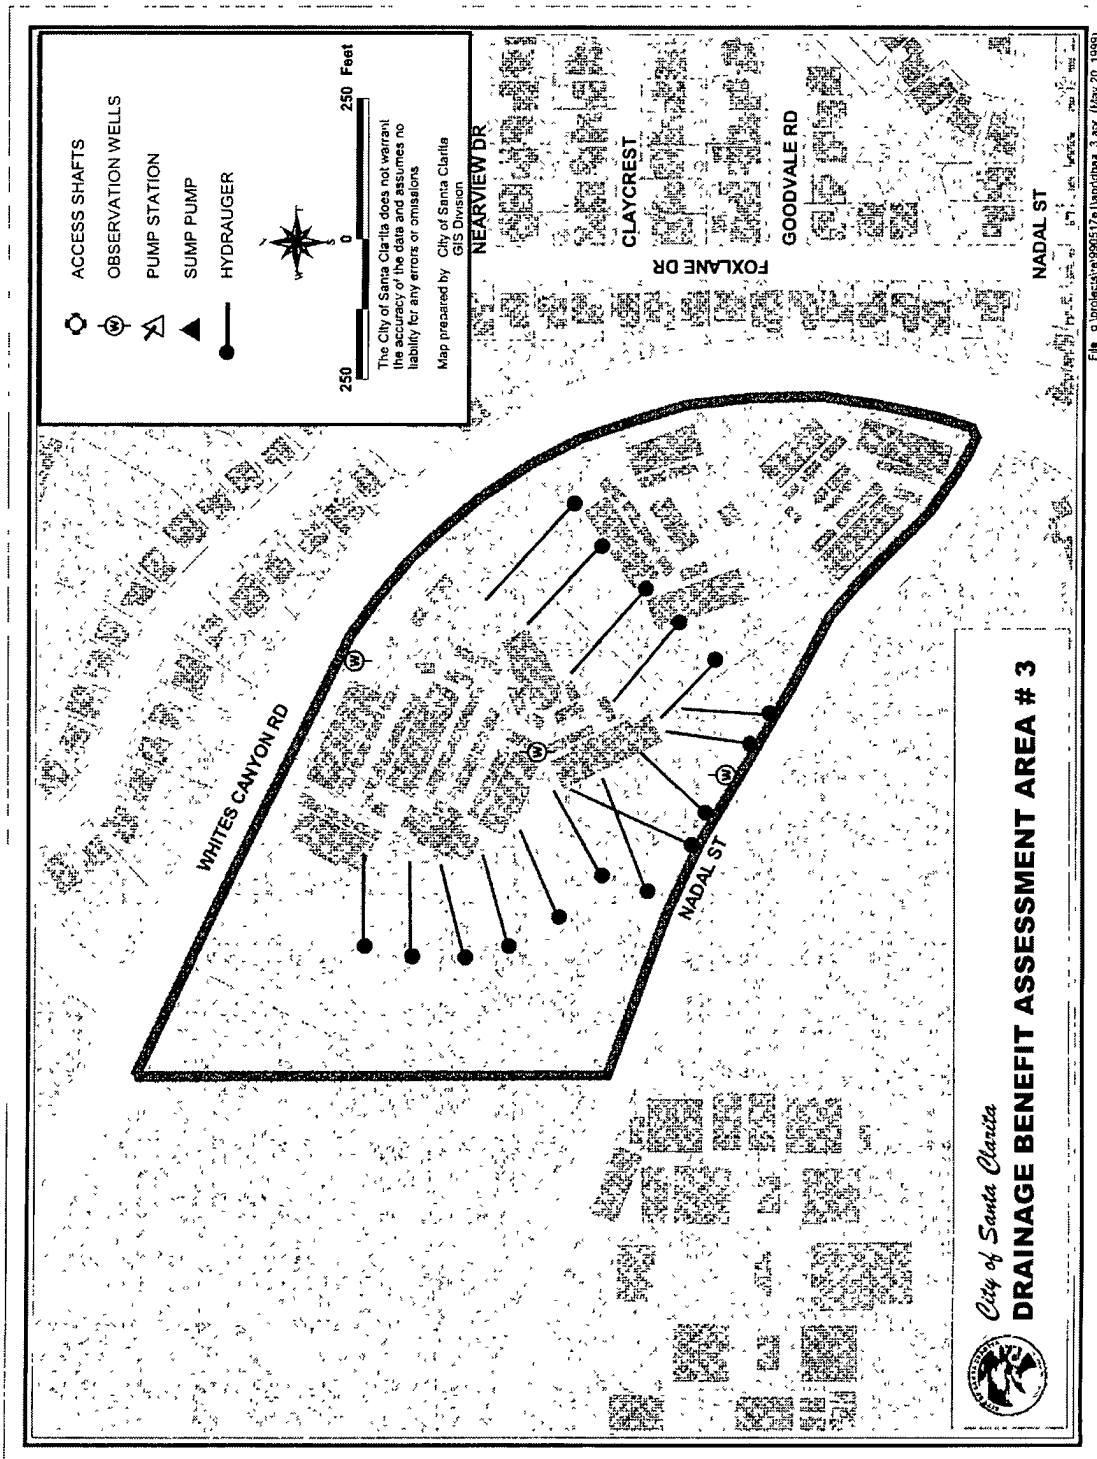 ACCESS SHAFTS
OBSERVATION WELLS
PUMP STATION
SUMP PUMP
HYDRAUGER
N
W
S
250 0 250 Feet
The City of Santa Clarita does not warrant
the accuracy of the data and assumes no
liability for any errors or omissions
Map prepared by City of Santa Clarita
GIS Division
WHITES CANYON RD
NEARVIEW DR
CLAYCREST
FOXLANE DR
GOODVALE RD
NADAL ST
NADAL ST
W
W
W
City of Santa Clarita
DRAINAGE BENEFIT ASSESSMENT AREA # 3